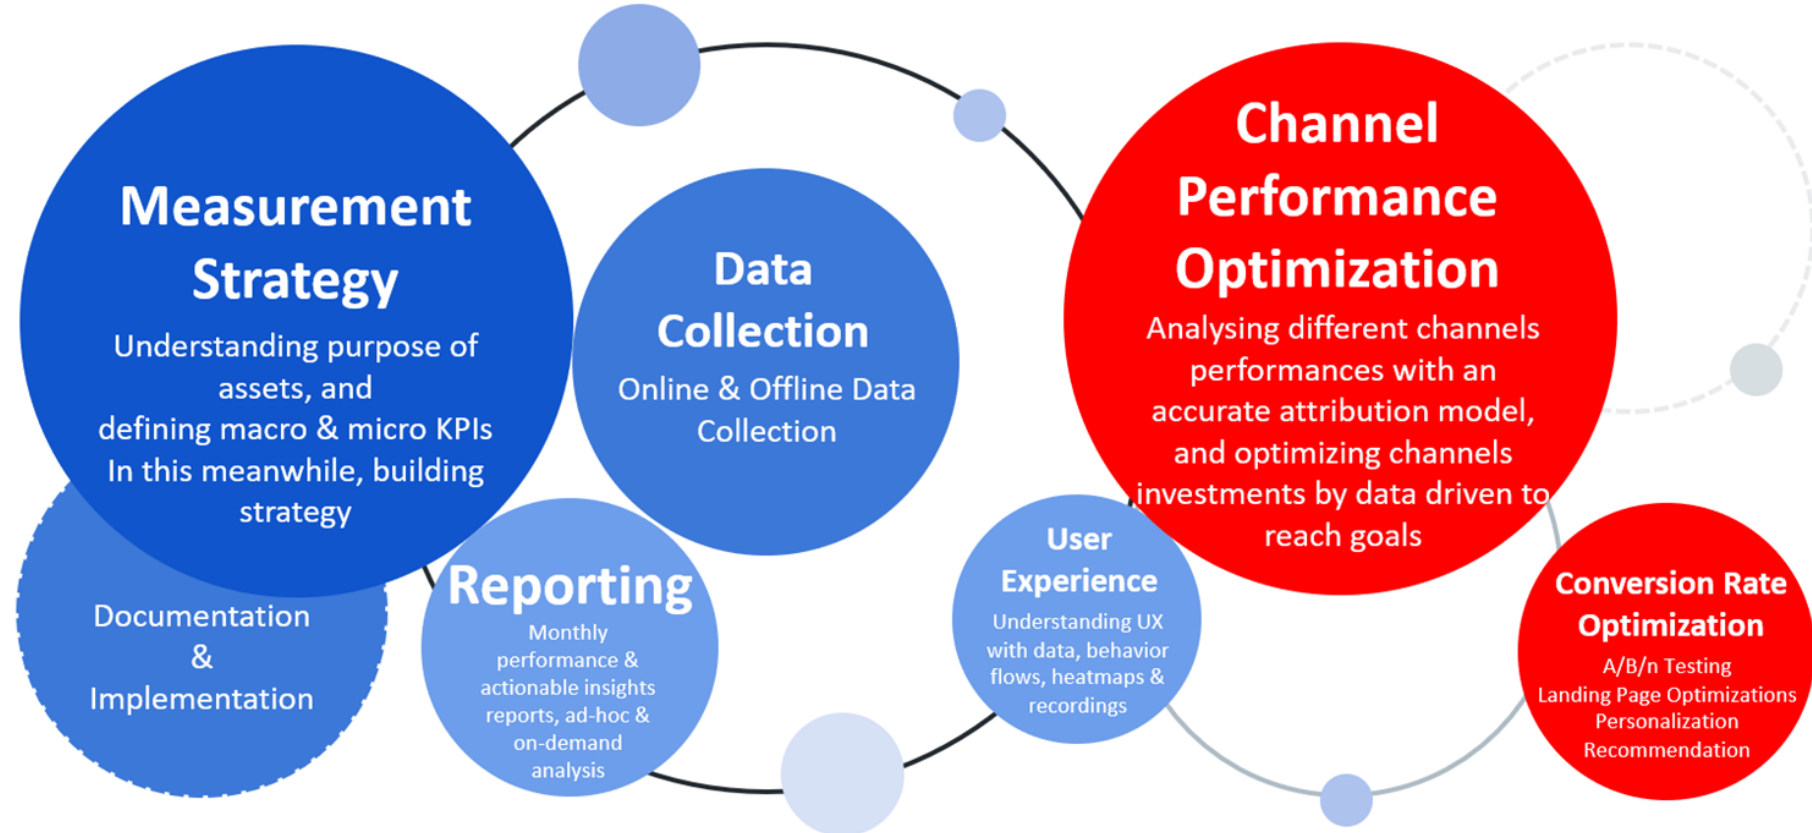 Measurement
Strategy
Understanding purpose of
assets, and
defining macro & micro KPIs
In this meanwhile, building
strategy
Documentation
&
Implementation
Data
Collection
Online & Offline Data
Collection
Reporting
Monthly
performance &
actionable insights
reports, ad-hoc &
on-demand
analysis
User
Experience
Understanding UX
with data, behavior
flows, heatmaps &
recordings
Channel
Performance
Optimization
Analysing different channels
performances with an
accurate attribution model,
and optimizing channels
investments by data driven to
reach goals
Conversion Rate
Optimization
A/B/n Testing
Landing Page Optimizations
Personalization
Recommendation